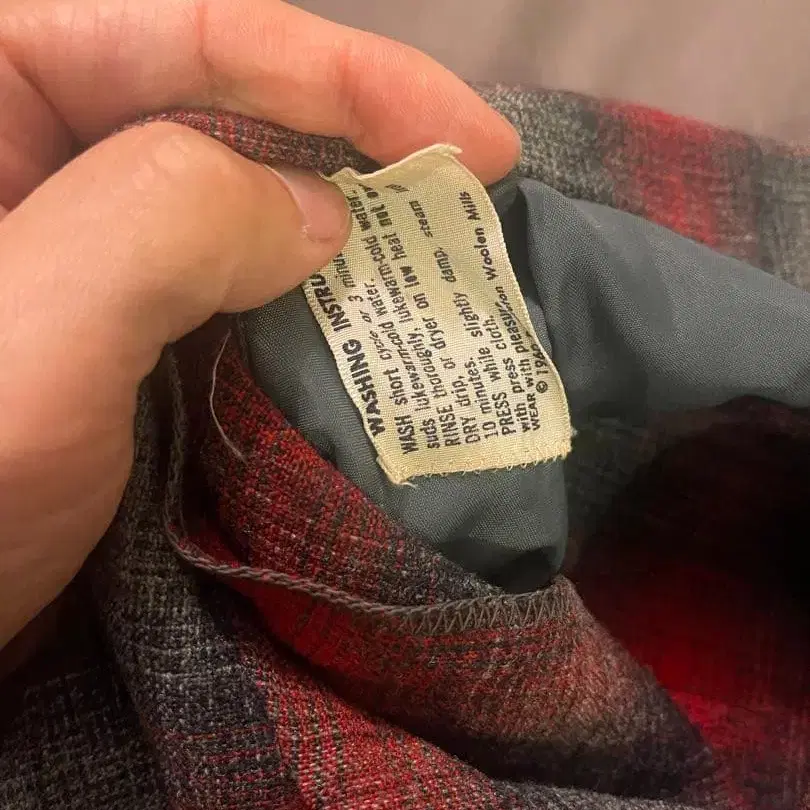 WASHING INSTRU
WASH short cycle or 3 minu
suds lukewarm-cold water.
RINSE thoroughly, lukewarm-cold water.
DRY drip, or dryer on low heat not
10 minutes.
PRESS while slightly damp, steam
with press cloth.
WEAR with pleasure
© 196 Woolen Mills